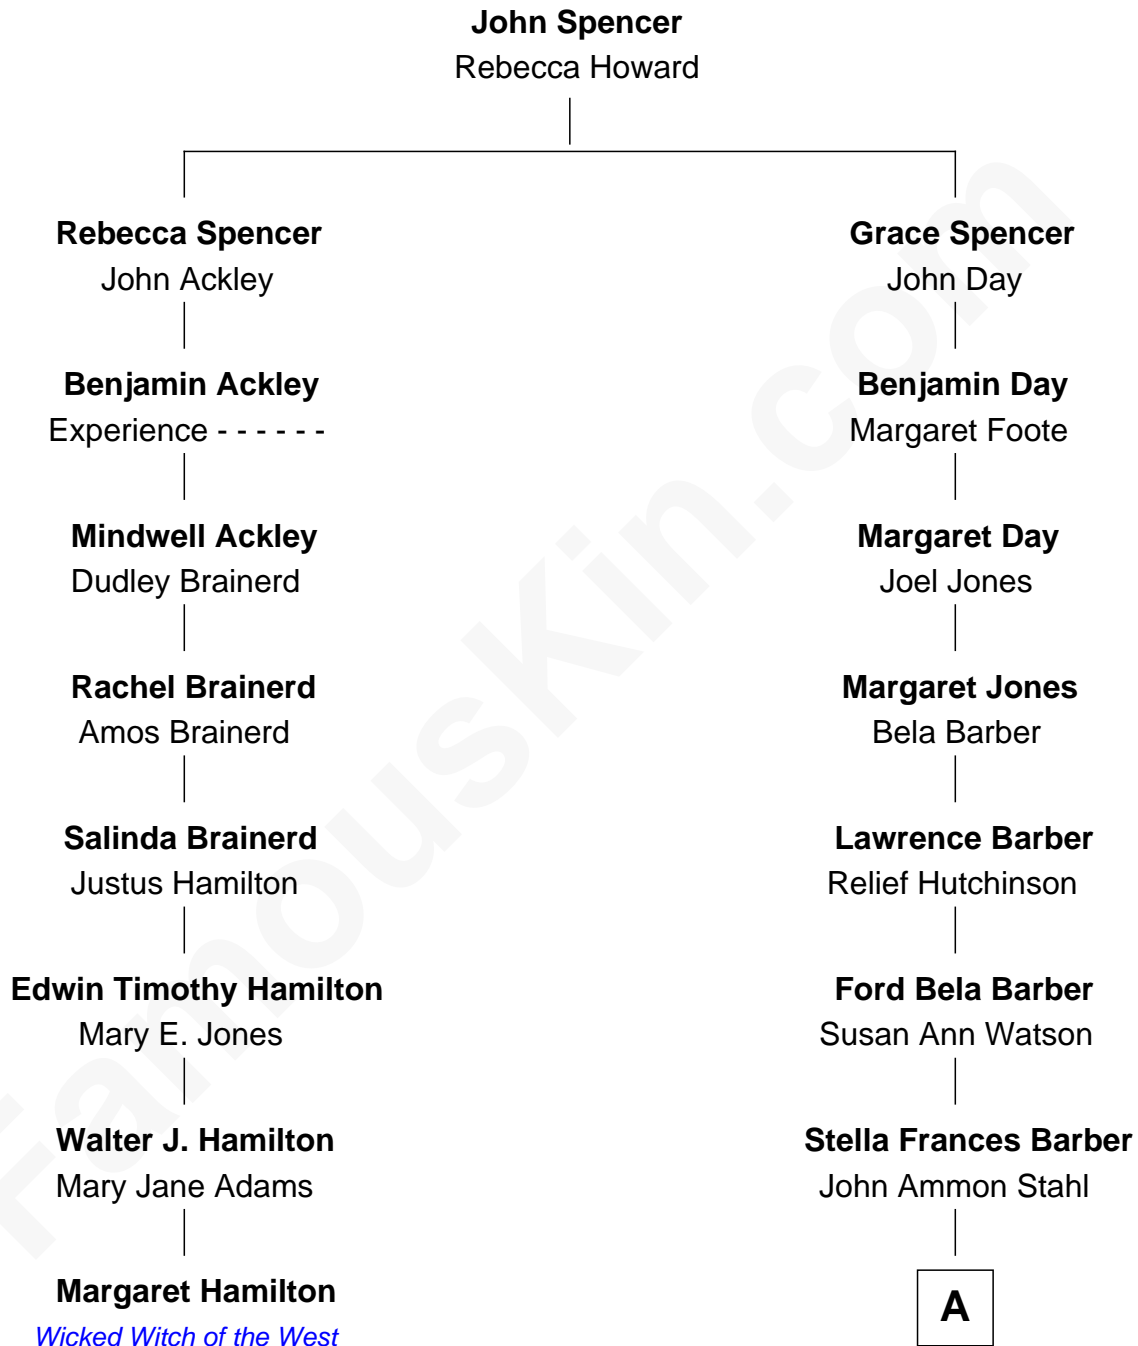 John Spencer
Rebecca Howard
Rebecca Spencer
John Ackley
Grace Spencer
John Day
Benjamin Ackley
Experience - - - - - -
Benjamin Day
Margaret Foote
Mindwell Ackley
Dudley Brainerd
Margaret Day
Joel Jones
Rachel Brainerd
Amos Brainerd
Margaret Jones
Bela Barber
Salinda Brainerd
Justus Hamilton
Lawrence Barber
Relief Hutchinson
Edwin Timothy Hamilton
Mary E. Jones
Ford Bela Barber
Susan Ann Watson
Walter J. Hamilton
Mary Jane Adams
Stella Frances Barber
John Ammon Stahl
Margaret Hamilton
Wicked Witch of the West
A
FamousKin.com